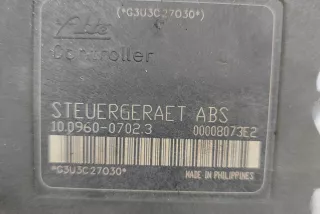 (*G3U3C27030*)
Controller
STEUERGERAET ABS
10.0960-0702.3 00008073E2
*G3U3C27030*
MADE IN PHILIPPINES